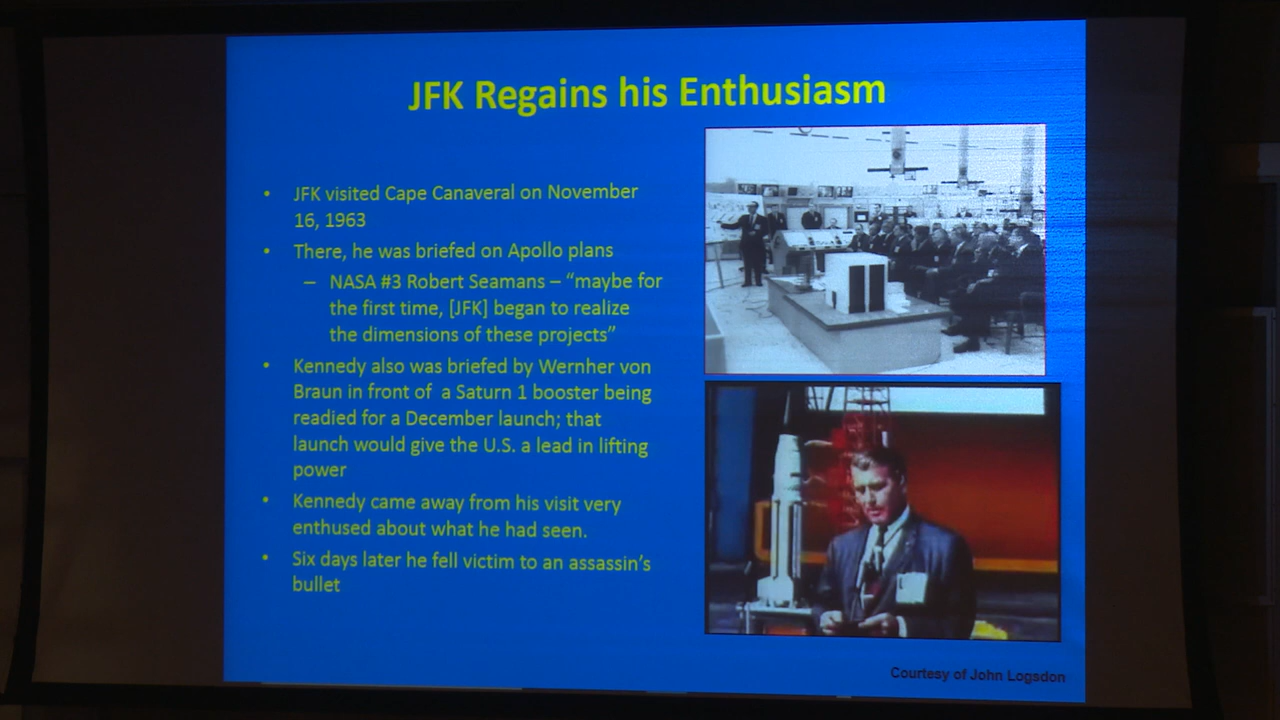 JFK Regains his Enthusiasm
• JFK visited Cape Canaveral on November
16, 1963
• There, he was briefed on Apollo plans
– NASA #3 Robert Seamans – “maybe for
the first time, [JFK] began to realize
the dimensions of these projects”
• Kennedy also was briefed by Wernher von
Braun in front of a Saturn 1 booster being
readied for a December launch; that
launch would give the U.S. a lead in lifting
power
• Kennedy came away from his visit very
enthused about what he had seen.
• Six days later he fell victim to an assassin’s
bullet
Courtesy of John Logsdon